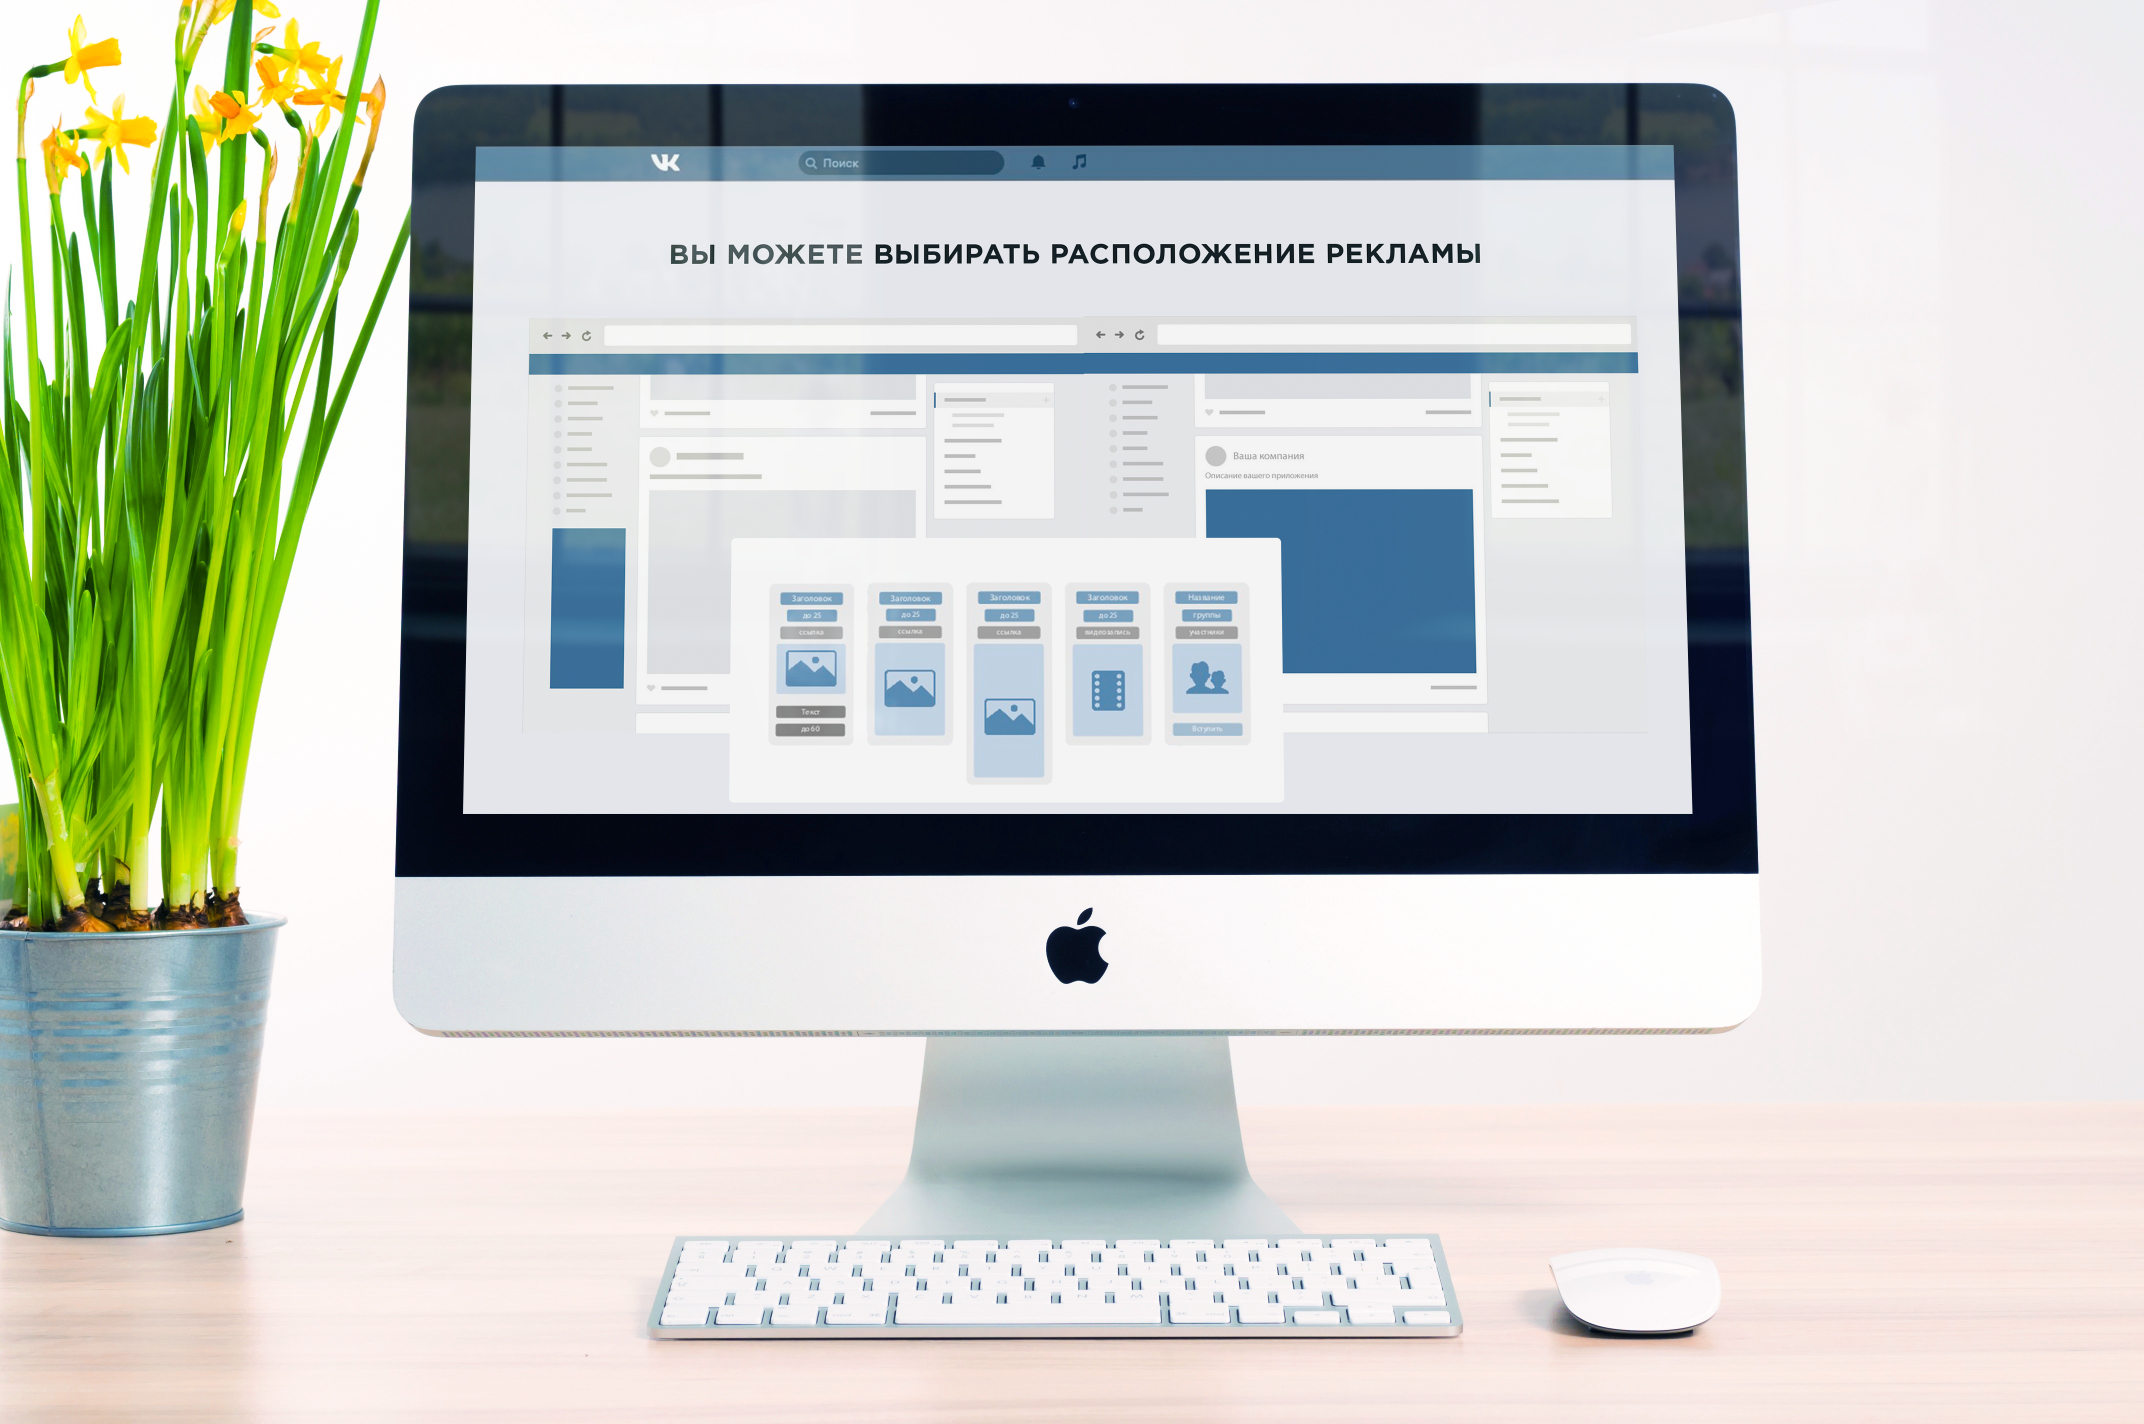 VK
Поиск
ВЫ МОЖЕТЕ ВЫБИРАТЬ РАСПОЛОЖЕНИЕ РЕКЛАМЫ
Ваша компания
Описание вашего приложения
Заголовок
до 25
ссылка
Текст
до 60
Заголовок
до 25
ссылка
Заголовок
до 25
ссылка
Заголовок
до 25
видеозапись
Название
группы
участники
Вступить